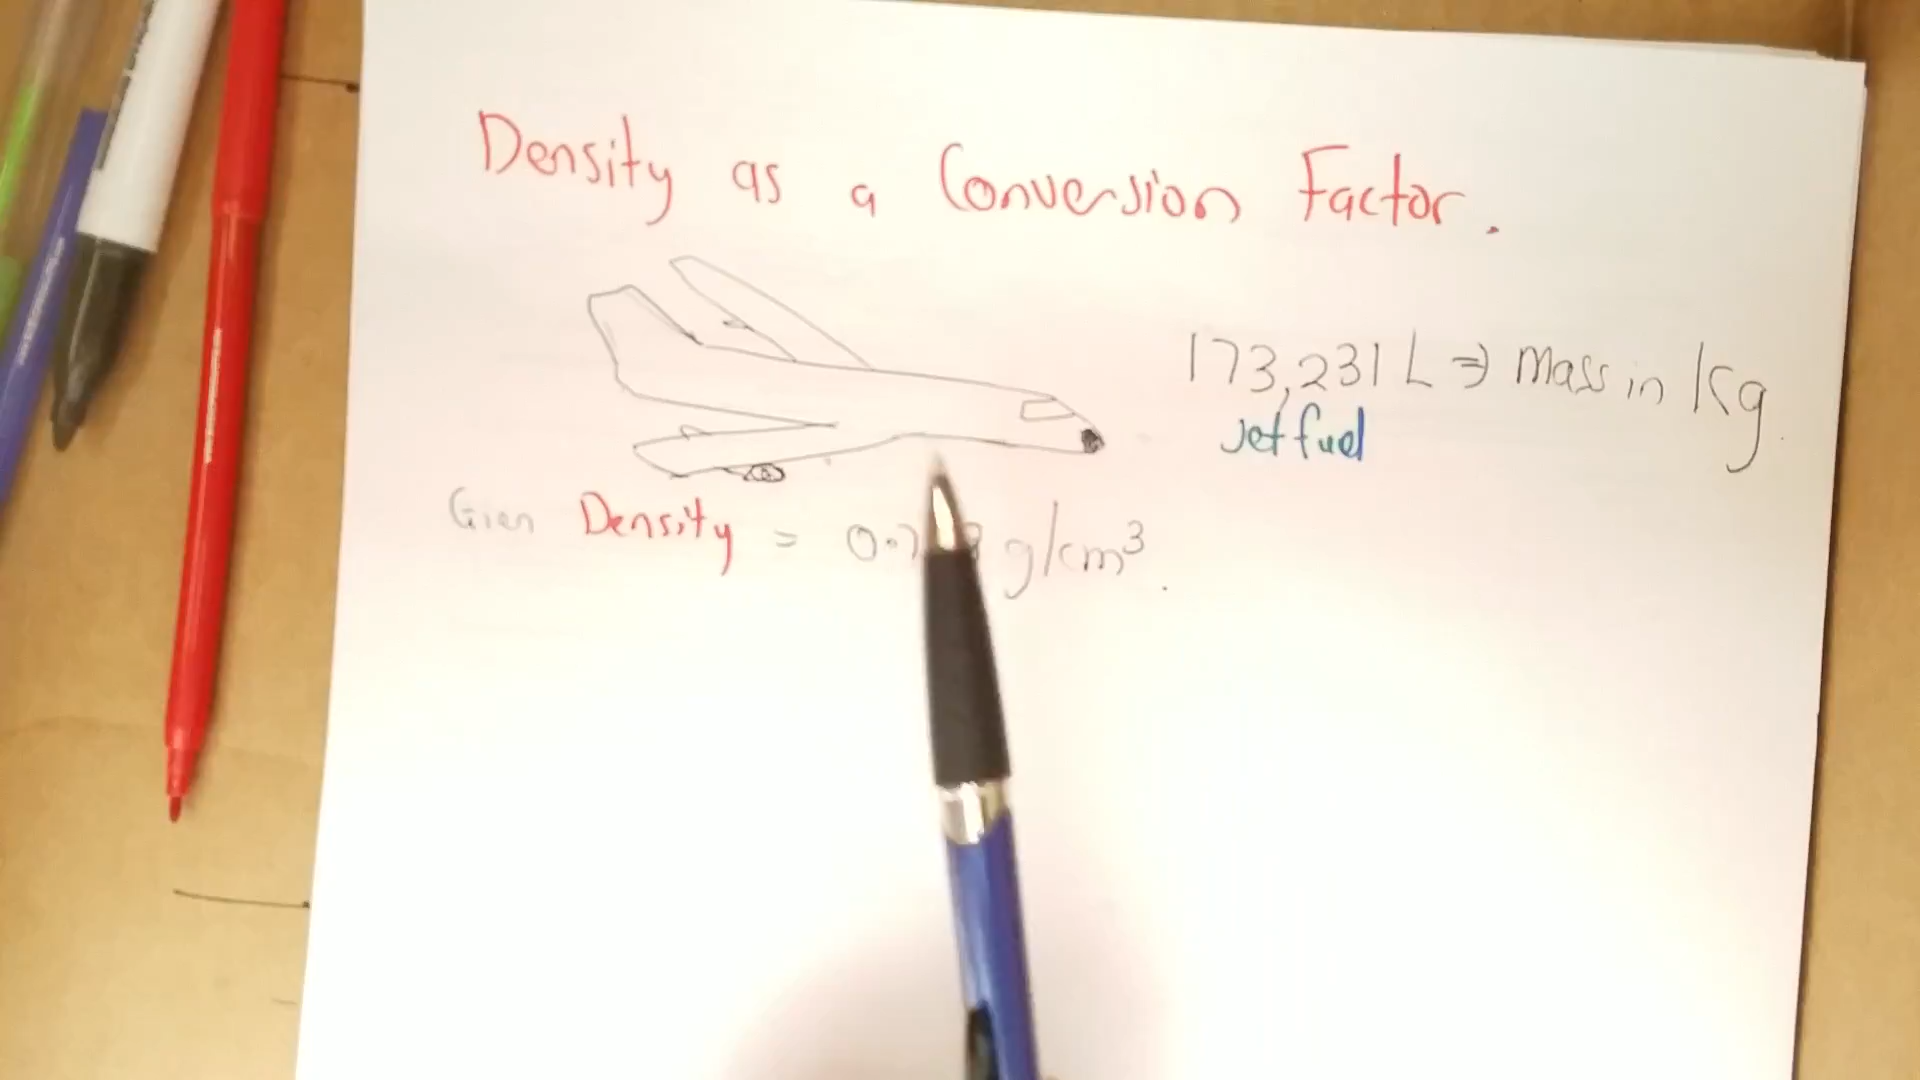 Density as a Conversion Factor.
173,231 L ⇒ Mass in Kg
Jet fuel
Given Density = g/cm³.